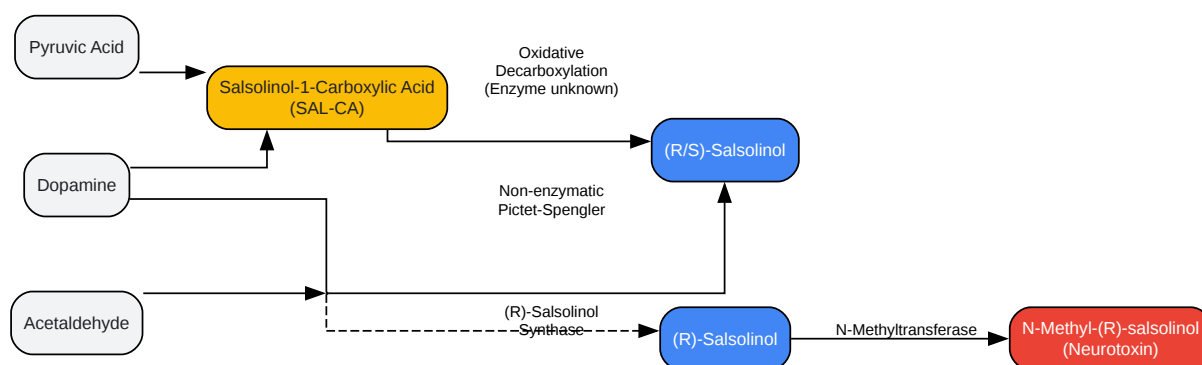 Pyruvic Acid
Salsolinol-1-Carboxylic Acid
(SAL-CA)
Oxidative
Decarboxylation
(Enzyme unknown)
(R/S)-Salsolinol
Dopamine
Non-enzymatic
Pictet-Spengler
Acetaldehyde
(R)-Salsolinol
Synthase
(R)-Salsolinol
N-Methyltransferase
N-Methyl-(R)-salsolinol
(Neurotoxin)